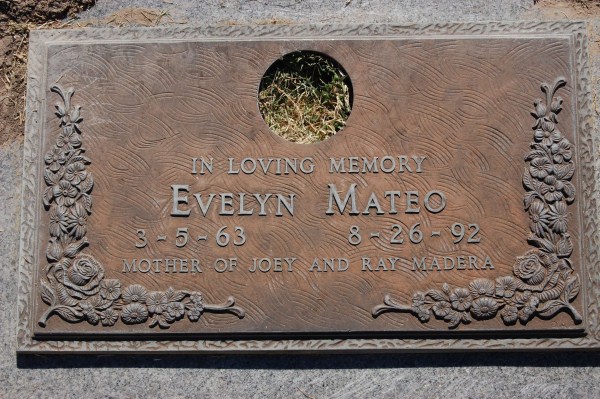 IN LOVING MEMORY
EVELYN MATEO
3-5-63 8-26-92
MOTHER OF JOEY AND RAY MADERA